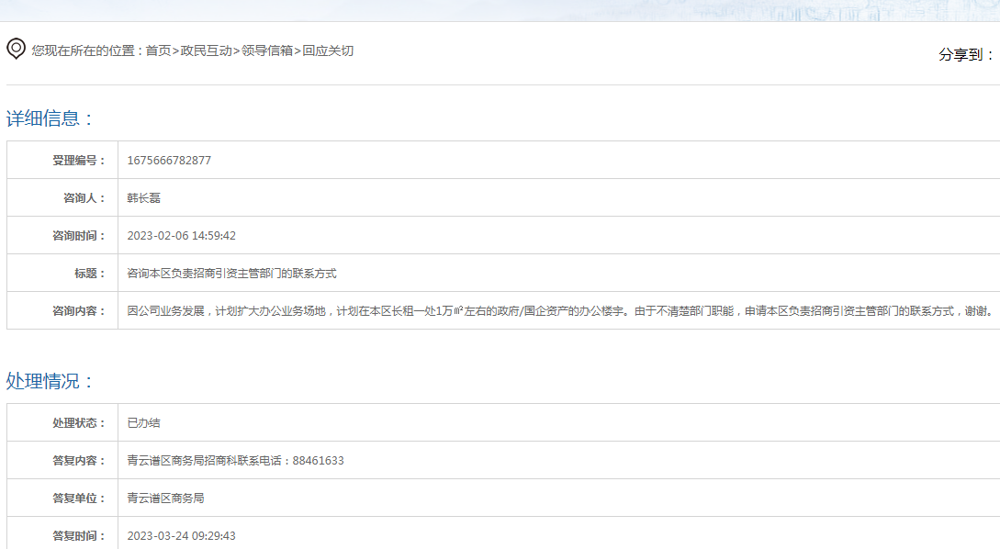 您现在所在的位置：首页>政民互动>领导信箱>回应关切
分享到：
详细信息：
受理编号： 1675666782877
咨询人： 韩长磊
咨询时间： 2023-02-06 14:59:42
标题： 咨询本区负责招商引资主管部门的联系方式
咨询内容： 因公司业务发展，计划扩大办公业务场地，计划在本区长租一处1万㎡左右的政府/国企资产的办公楼宇。由于不清楚部门职能，申请本区负责招商引资主管部门的联系方式，谢谢。
处理情况：
处理状态： 已办结
答复内容： 青云谱区商务局招商科联系电话：88461633
答复单位： 青云谱区商务局
答复时间： 2023-03-24 09:29:43